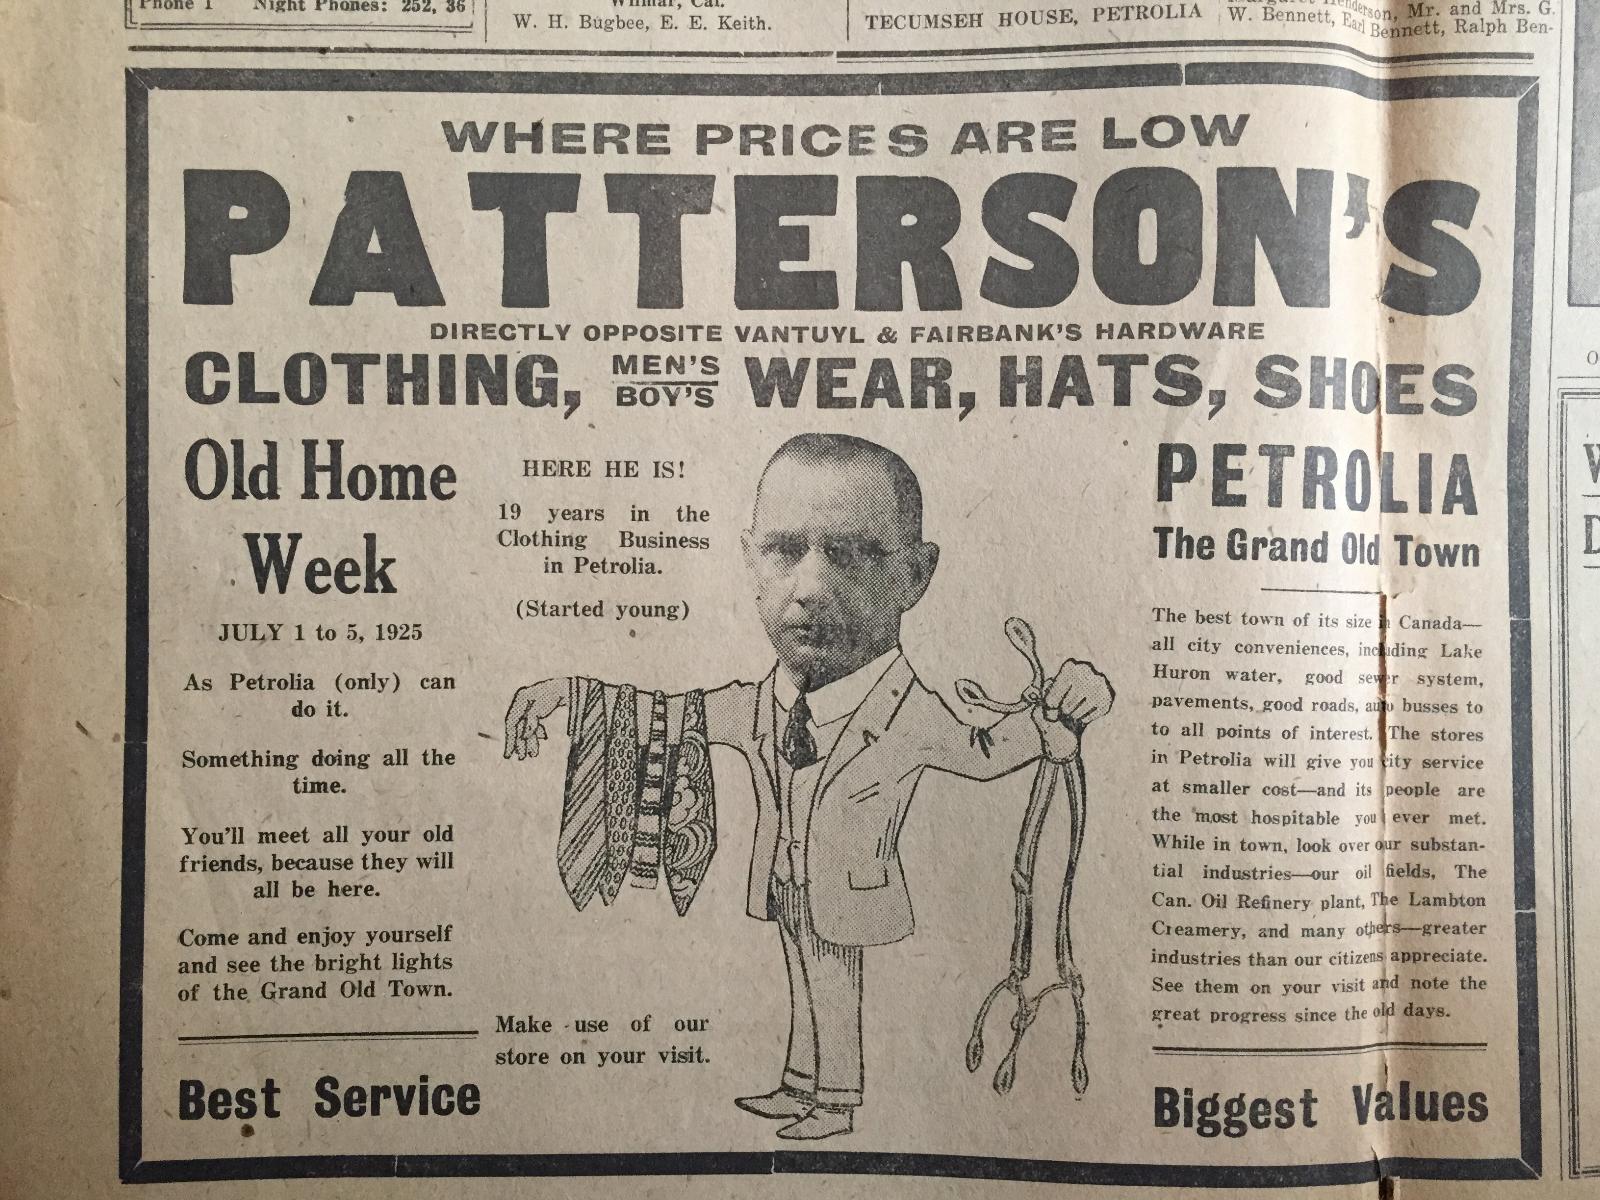 Phone 1 Night Phones: 252, 36
Wilmar, Cal.
W. H. Bugbee, E. E. Keith.
TECUMSEH HOUSE, PETROLIA
Henderson, Mr. and Mrs. G.
W. Bennett, Earl Bennett, Ralph Ben-
WHERE PRICES ARE LOW
PATTERSON'S
DIRECTLY OPPOSITE VANTUYL & FAIRBANK'S HARDWARE
CLOTHING, MEN'S BOY'S WEAR, HATS, SHOES
Old Home
Week
JULY 1 to 5, 1925
As Petrolia (only) can
do it.
Something doing all the
time.
You'll meet all your old
friends, because they will
all be here.
Come and enjoy yourself
and see the bright lights
of the Grand Old Town.
Best Service
HERE HE IS!
19 years in the
Clothing Business
in Petrolia.
(Started young)
Make use of our
store on your visit.
PETROLIA
The Grand Old Town
The best town of its size in Canada—
all city conveniences, including Lake
Huron water, good sewer system,
pavements, good roads, auto busses to
to all points of interest. The stores
in Petrolia will give you city service
at smaller cost—and its people are
the most hospitable you ever met.
While in town, look over our substan-
tial industries—our oil fields, The
Can. Oil Refinery plant, The Lambton
Creamery, and many others—greater
industries than our citizens appreciate.
See them on your visit and note the
great progress since the old days.
Biggest Values